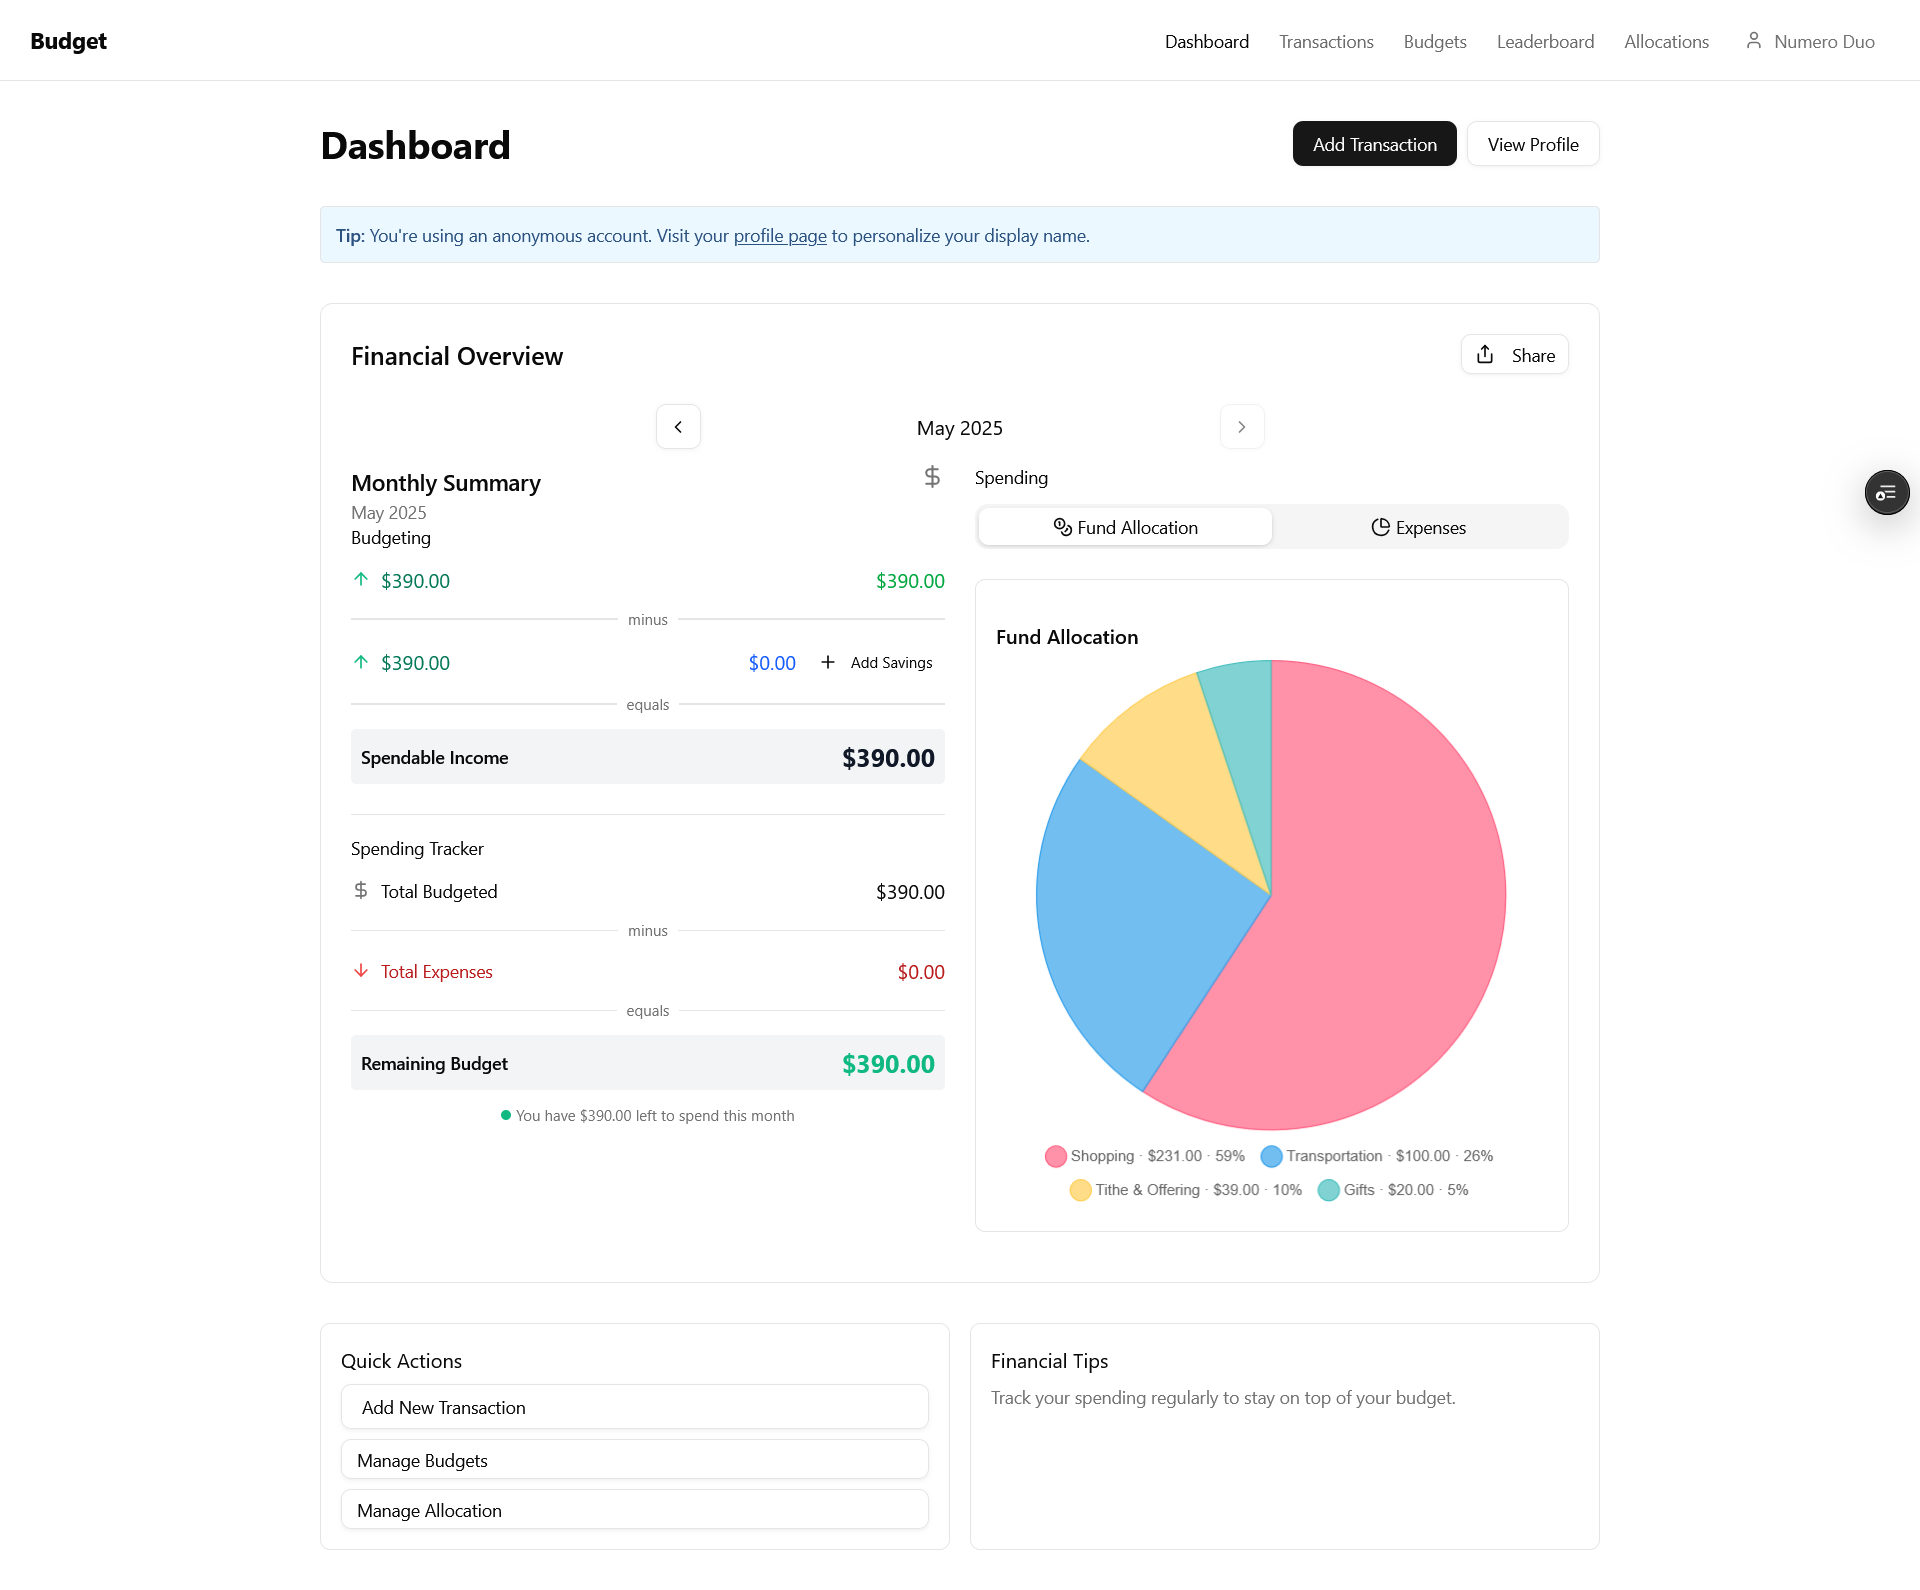 Budget
Dashboard Transactions Budgets Leaderboard Allocations Numero Duo
Dashboard
Add Transaction View Profile
Tip: You're using an anonymous account. Visit your profile page to personalize your display name.
Financial Overview
Share
May 2025
Monthly Summary
May 2025
Budgeting
$390.00 $390.00
minus
$390.00 $0.00 + Add Savings
equals
Spendable Income $390.00
Spending Tracker
$ Total Budgeted $390.00
minus
Total Expenses $0.00
equals
Remaining Budget $390.00
You have $390.00 left to spend this month
$ Spending
Fund Allocation Expenses
Fund Allocation
Shopping · $231.00 · 59% Transportation · $100.00 · 26%
Tithe & Offering · $39.00 · 10% Gifts · $20.00 · 5%
Quick Actions
Add New Transaction
Manage Budgets
Manage Allocation
Financial Tips
Track your spending regularly to stay on top of your budget.